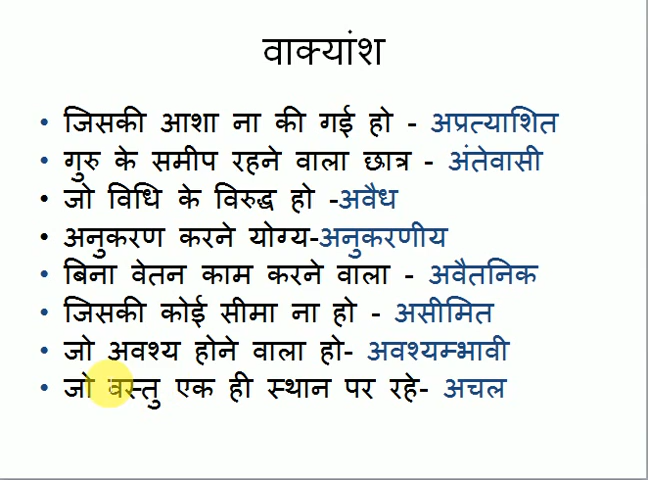 वाक्यांश
• जिसकी आशा ना की गई हो - अप्रत्याशित
• गुरु के समीप रहने वाला छात्र - अंतेवासी
• जो विधि के विरुद्ध हो -अवैध
• अनुकरण करने योग्य-अनुकरणीय
• बिना वेतन काम करने वाला - अवैतनिक
• जिसकी कोई सीमा ना हो - असीमित
• जो अवश्य होने वाला हो- अवश्यम्भावी
• जो वस्तु एक ही स्थान पर रहे- अचल